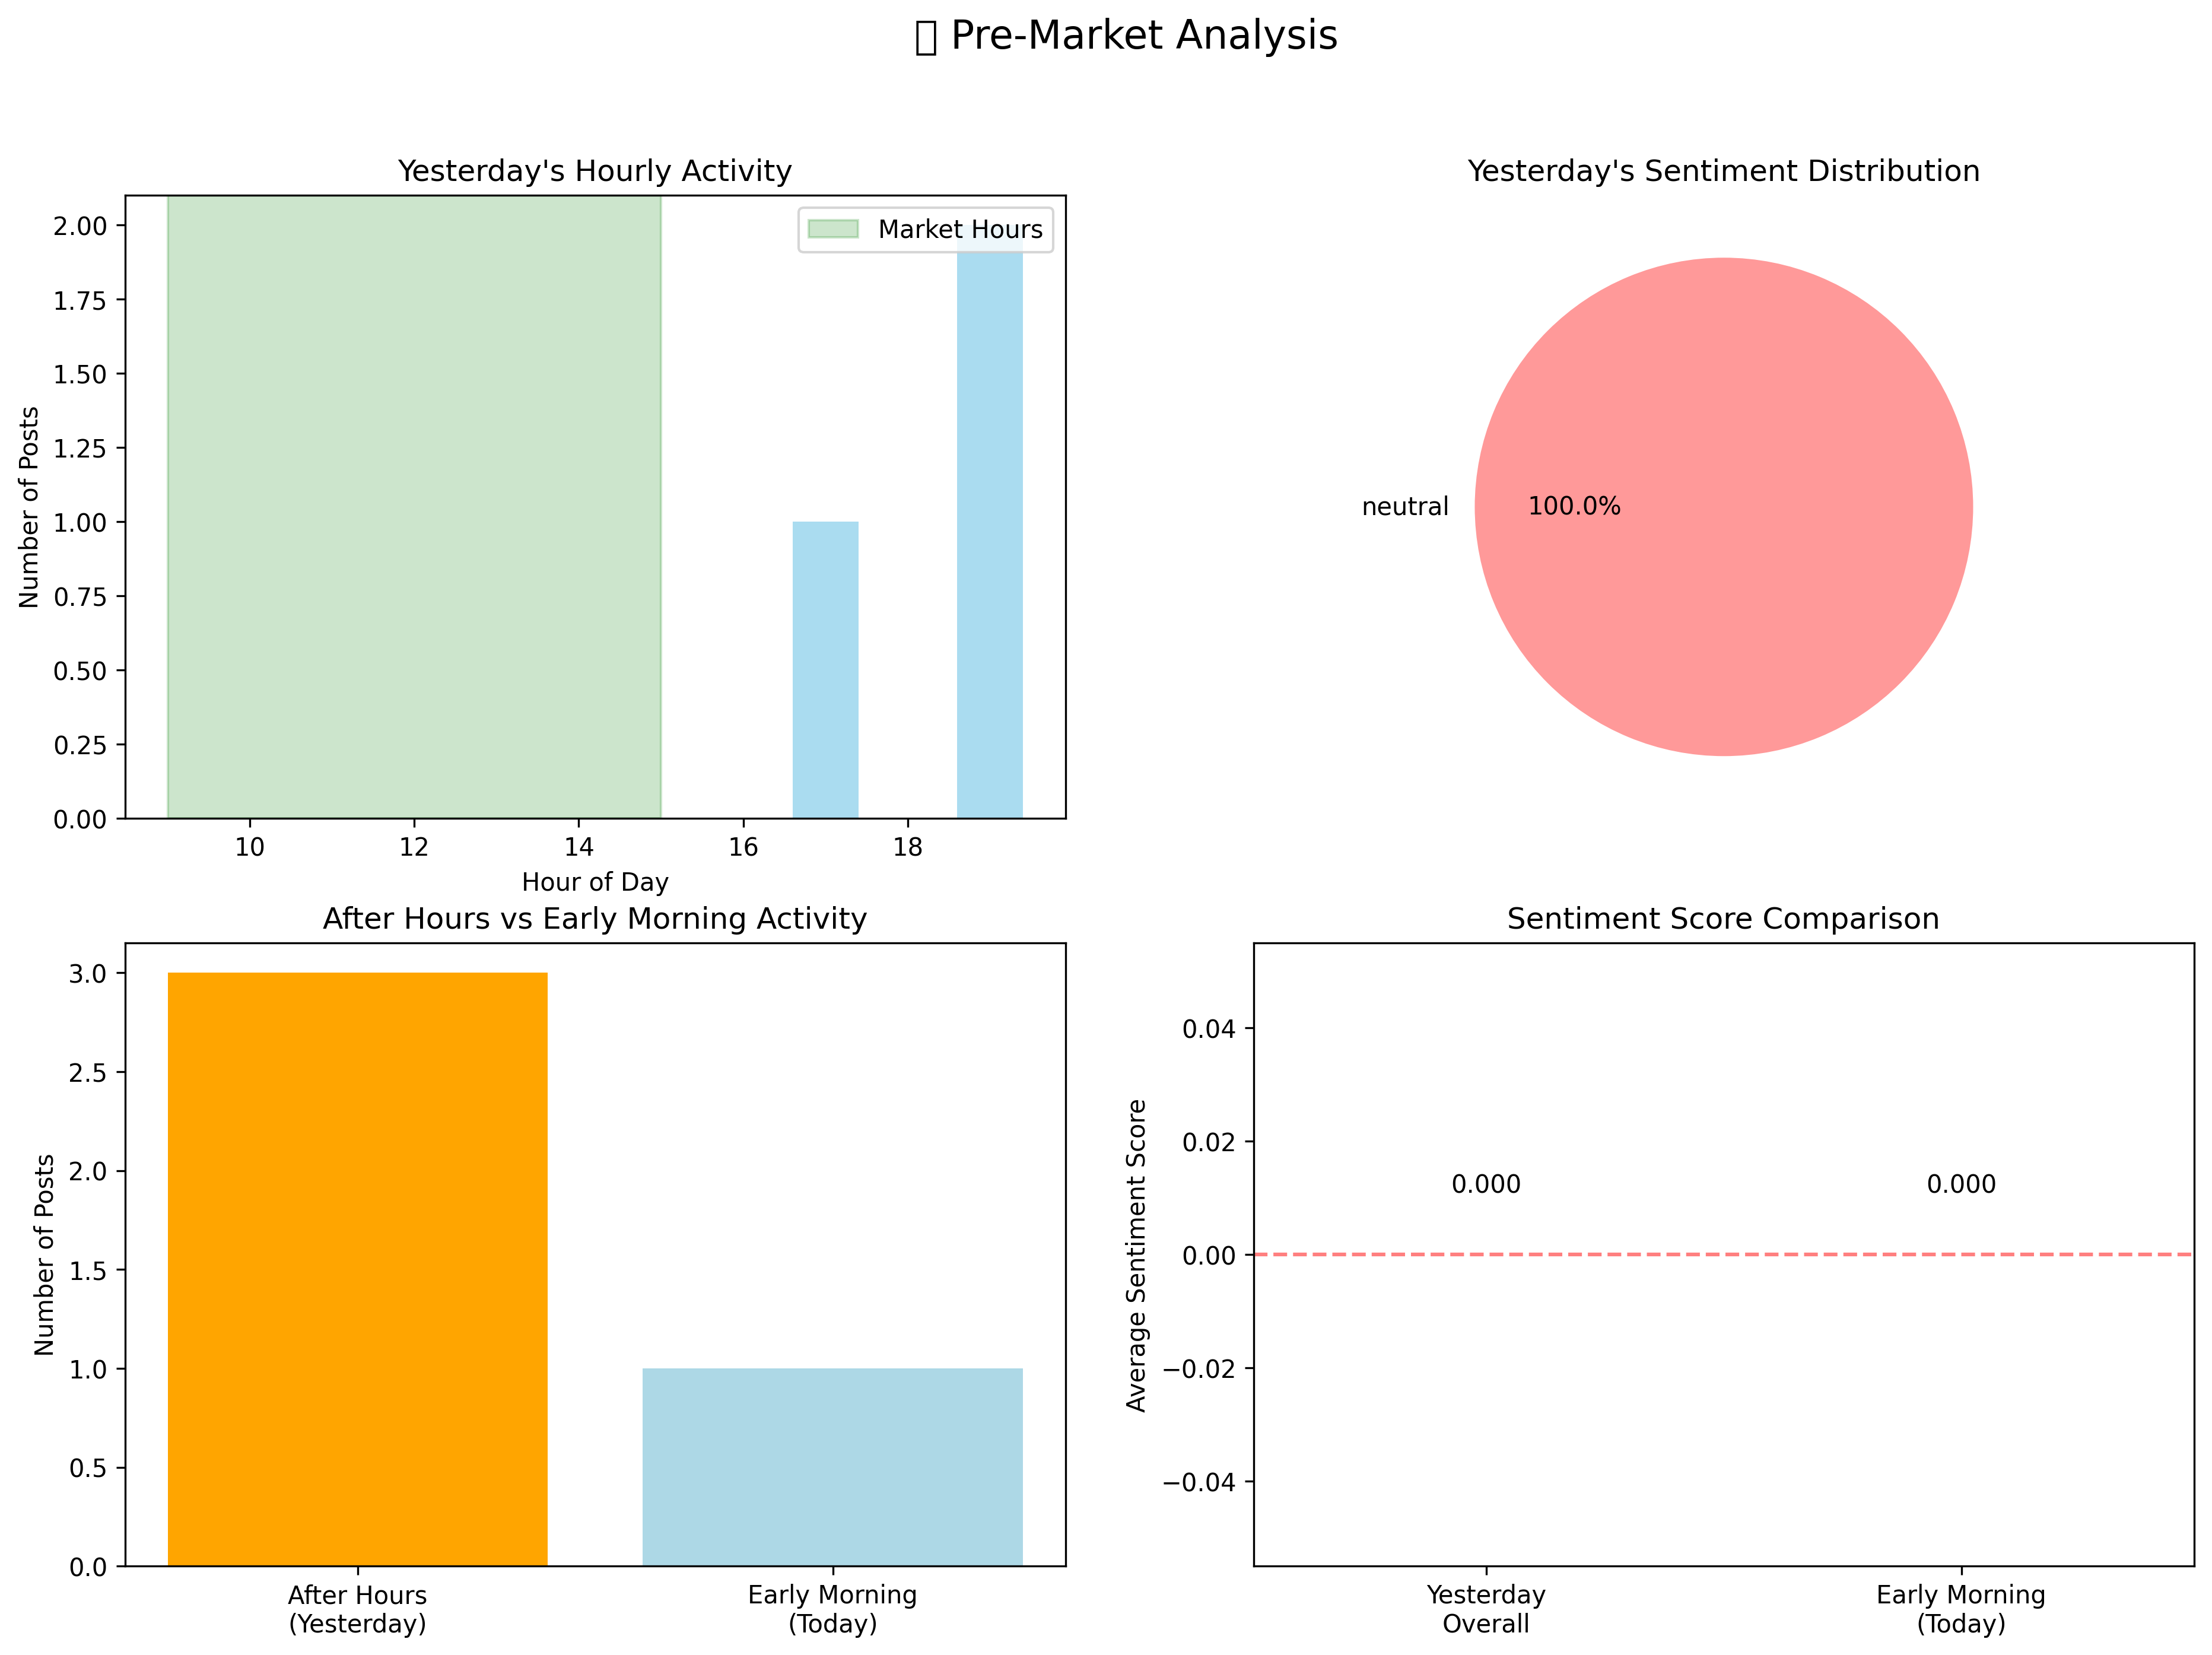 Pre-Market Analysis
Yesterday's Hourly Activity
Market Hours
Number of Posts
2.00
1.75
1.50
1.25
1.00
0.75
0.50
0.25
0.00
10 12 14 16 18
Hour of Day
Yesterday's Sentiment Distribution
neutral
100.0%
After Hours vs Early Morning Activity
Number of Posts
3.0
2.5
2.0
1.5
1.0
0.5
0.0
After Hours
(Yesterday)
Early Morning
(Today)
Sentiment Score Comparison
Average Sentiment Score
0.04
0.02
0.00
−0.02
−0.04
0.000
0.000
Yesterday
Overall
Early Morning
(Today)